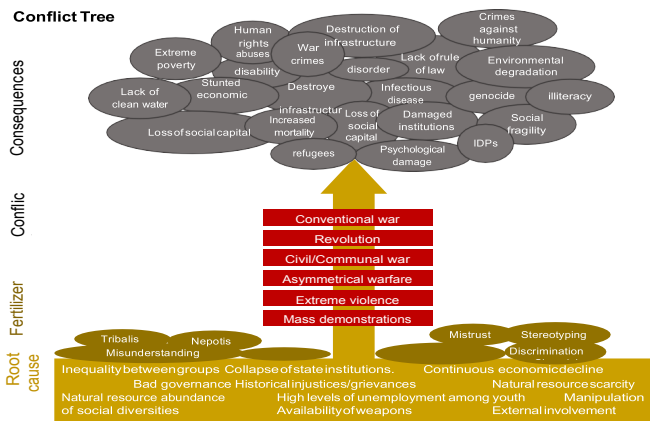 Conflict Tree
Consequences
Conflic
Fertilizer
Root
cause
Crimes
against
humanity
Destruction of
infrastructure
Human
rights
abuses
War
crimes
Extreme
poverty
disability
disorder
Lack ofrule
of law
Environmental
degradation
Lack of
clean water
Stunted
economic
Destroye
infrastructur
Infectious
disease
genocide
illiteracy
Loss of social capital
Increased
mortality
Loss of
social
capital
Damaged
institutions
Social
fragility
refugees
Psychological
damage
IDPs
Conventional war
Revolution
Civil/Communal war
Asymmetrical warfare
Extreme violence
Mass demonstrations
Tribalis
Nepotis
Misunderstanding
Mistrust
Stereotyping
Discrimination
Inequality between groups Collapse of state institutions. Continuous economic decline
Bad governance Historical injustices/grievances Natural resource scarcity
Natural resource abundance High levels of unemployment among youth Manipulation
of social diversities Availability of weapons External involvement